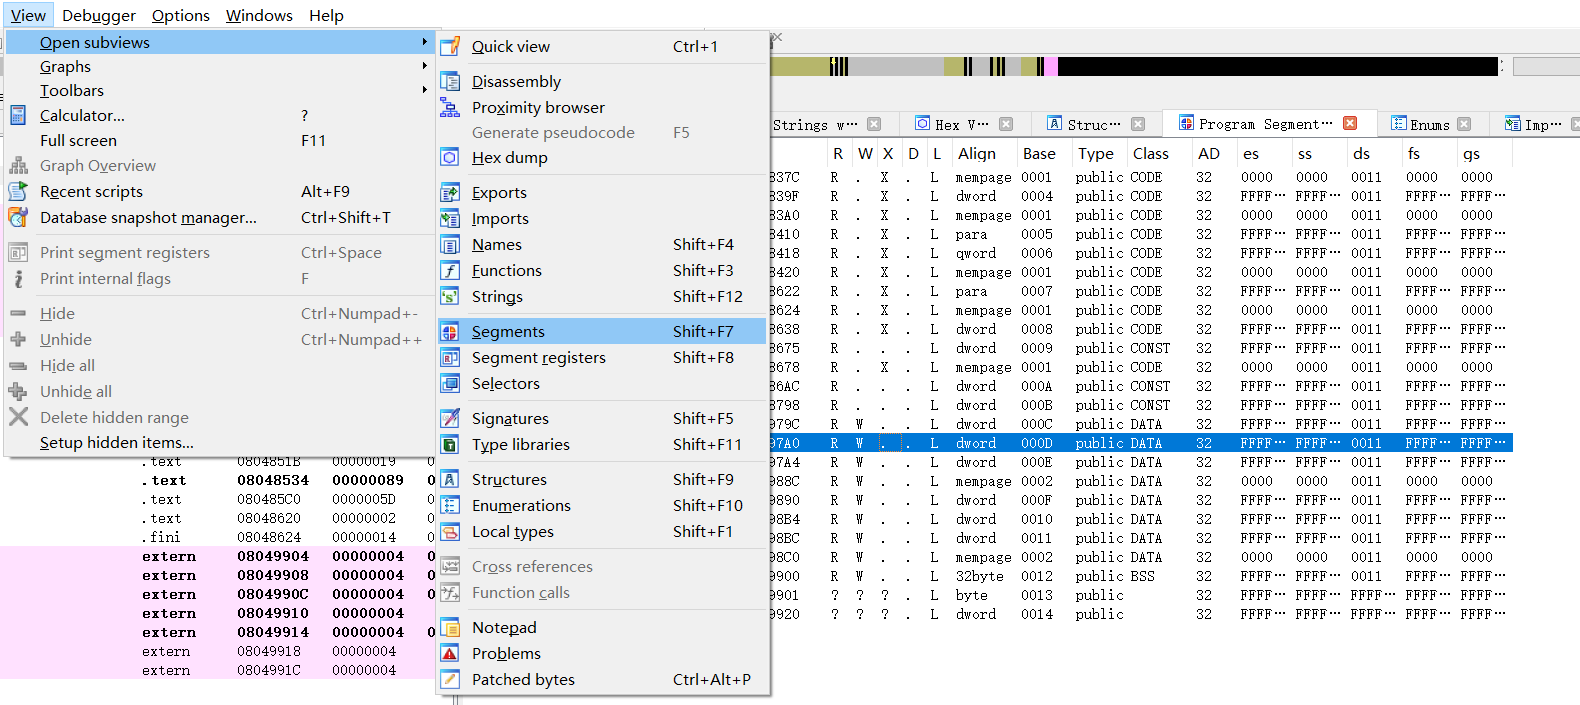 View Debugger Options Windows Help
Open subviews
Graphs
Toolbars
Calculator... ?
Full screen F11
Graph Overview
Recent scripts Alt+F9
Database snapshot manager... Ctrl+Shift+T
Print segment registers Ctrl+Space
Print internal flags F
Hide Ctrl+Numpad+-
Unhide Ctrl+Numpad++
Hide all
Unhide all
Delete hidden range
Setup hidden items...
Quick view Ctrl+1
Disassembly
Proximity browser
Generate pseudocode F5
Hex dump
Exports
Imports
Names Shift+F4
Functions Shift+F3
Strings Shift+F12
Segments Shift+F7
Segment registers Shift+F8
Selectors
Signatures Shift+F5
Type libraries Shift+F11
Structures Shift+F9
Enumerations Shift+F10
Local types Shift+F1
Cross references
Function calls
Notepad
Problems
Patched bytes Ctrl+Alt+P
.text 0804851B 00000019 0
.text 08048534 00000089 0
.text 080485C0 0000005D 0
.text 08048620 00000002 0
.fini 08048624 00000014 0
extern 08049904 00000004 0
extern 08049908 00000004 0
extern 0804990C 00000004 0
extern 08049910 00000004
extern 08049914 00000004 0
extern 08049918 00000004
extern 0804991C 00000004
Strings w… Hex V… Struc… Program Segment… Enums Imp…
R W X D L Align Base Type Class AD es ss ds fs gs
837C R . X . L mempage 0001 public CODE 32 0000 0000 0011 0000 0000
839F R . X . L dword 0004 public CODE 32 FFFF… FFFF… 0011 FFFF… FFFF…
83A0 R . X . L mempage 0001 public CODE 32 0000 0000 0011 0000 0000
8410 R . X . L para 0005 public CODE 32 FFFF… FFFF… 0011 FFFF… FFFF…
8418 R . X . L qword 0006 public CODE 32 FFFF… FFFF… 0011 FFFF… FFFF…
8420 R . X . L mempage 0001 public CODE 32 0000 0000 0011 0000 0000
8622 R . X . L para 0007 public CODE 32 FFFF… FFFF… 0011 FFFF… FFFF…
8624 R . X . L mempage 0001 public CODE 32 0000 0000 0011 0000 0000
8638 R . X . L dword 0008 public CODE 32 FFFF… FFFF… 0011 FFFF… FFFF…
8675 R . . . L dword 0009 public CONST 32 FFFF… FFFF… 0011 FFFF… FFFF…
8678 R . X . L mempage 0001 public CODE 32 0000 0000 0011 0000 0000
86AC R . . . L dword 000A public CONST 32 FFFF… FFFF… 0011 FFFF… FFFF…
8798 R . . . L dword 000B public CONST 32 FFFF… FFFF… 0011 FFFF… FFFF…
979C R W . . L dword 000C public DATA 32 FFFF… FFFF… 0011 FFFF… FFFF…
97A0 R W . . L dword 000D public DATA 32 FFFF… FFFF… 0011 FFFF… FFFF…
97A4 R W . . L dword 000E public DATA 32 FFFF… FFFF… 0011 FFFF… FFFF…
988C R W . . L mempage 0002 public DATA 32 0000 0000 0011 0000 0000
9890 R W . . L dword 000F public DATA 32 FFFF… FFFF… 0011 FFFF… FFFF…
98B4 R W . . L dword 0010 public DATA 32 FFFF… FFFF… 0011 FFFF… FFFF…
98BC R W . . L dword 0011 public DATA 32 FFFF… FFFF… 0011 FFFF… FFFF…
98C0 R W . . L mempage 0002 public DATA 32 0000 0000 0011 0000 0000
9900 R W . . L 32byte 0012 public BSS 32 FFFF… FFFF… 0011 FFFF… FFFF…
9901 ? ? ? . L byte 0013 public 32 FFFF… FFFF… FFFF… FFFF… FFFF…
9920 ? ? ? . L dword 0014 public 32 FFFF… FFFF… FFFF… FFFF… FFFF…